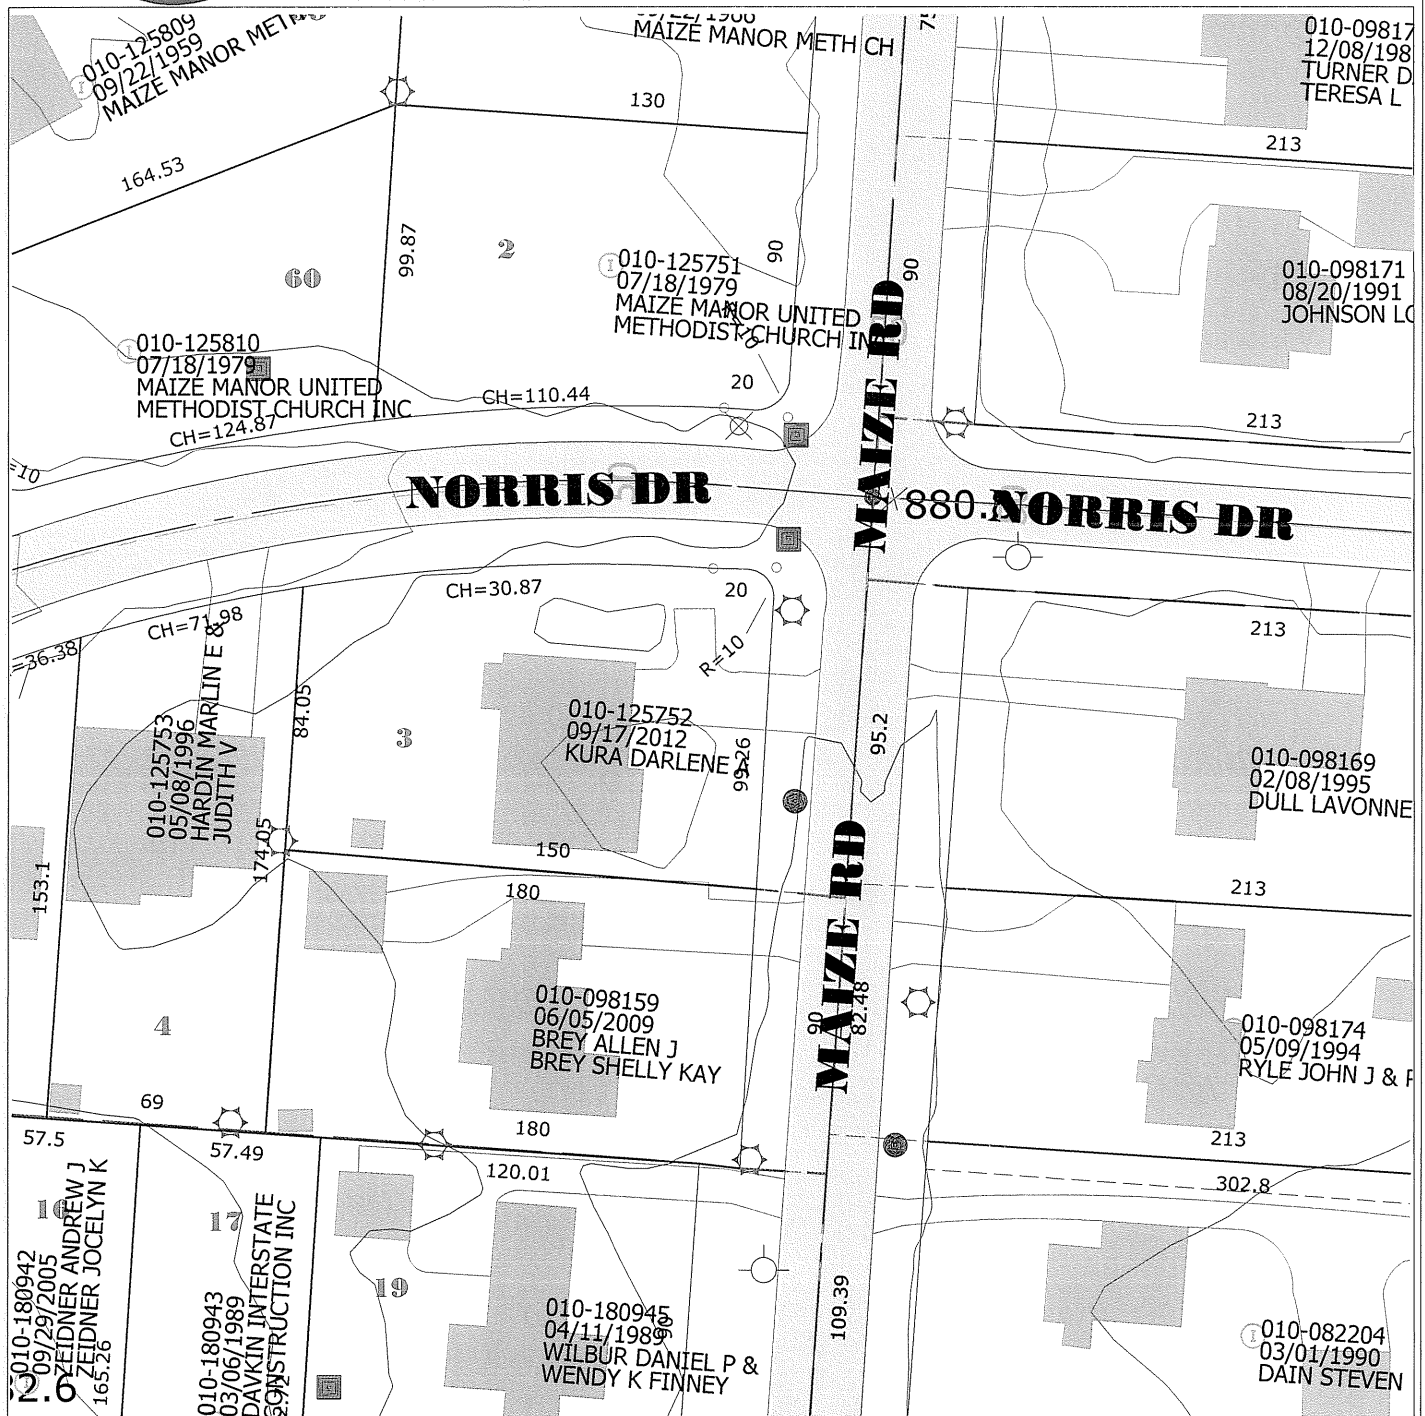 010-125809
09/22/1959
MAIZE MANOR METH
MAIZE MANOR METH CH
010-09817
12/08/198
TURNER D
TERESA L
130
213
164.53
99.87
2
90
60
010-125751
07/18/1979
MAIZE MANOR UNITED
METHODIST CHURCH INC
90
MAIZE RD
010-098171
08/20/1991
JOHNSON LO
010-125810
07/18/1979
MAIZE MANOR UNITED
METHODIST CHURCH INC
CH=124.87
CH=110.44
20
213
=10
NORRIS DR
880.
NORRIS DR
CH=30.87
20
CH=71.98
=36.38
R=10
213
84.05
3
010-125752
09/17/2012
KURA DARLENE A
99.26
95.2
010-125753
05/08/1996
HARDIN MARLIN E &
JUDITH V
010-098169
02/08/1995
DULL LAVONNE
174.05
153.1
150
180
213
MAIZE RD
90
82.48
010-098159
06/05/2009
BREY ALLEN J
BREY SHELLY KAY
4
010-098174
05/09/1994
RYLE JOHN J &
69
180
213
57.5
57.49
120.01
302.8
16
17
19
010-180942
09/29/2005
ZEIDNER ANDREW J
ZEIDNER JOCELYN K
165.26
010-180943
03/06/1989
DAVKIN INTERSTATE
CONSTRUCTION INC
010-180945
04/11/1989
WILBUR DANIEL P &
WENDY K FINNEY
90
109.39
010-082204
03/01/1990
DAIN STEVEN
2.6